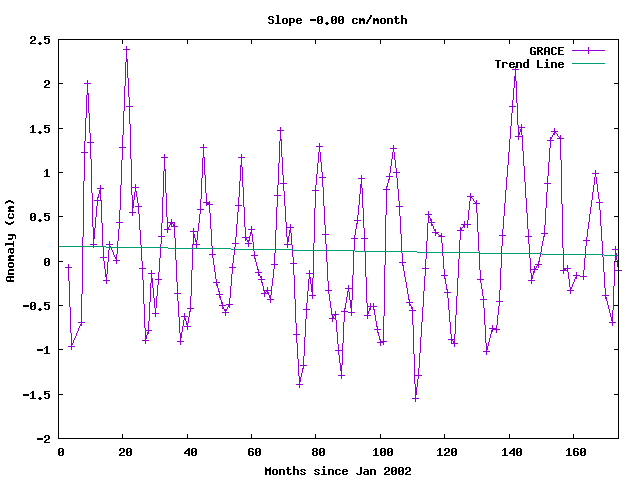 Slope -0.00 cm/month
GRACE
Trend Line
2.5
2
1.5
1
0.5
0
-0.5
-1
-1.5
-2
Anomaly (cm)
0 20 40 60 80 100 120 140 160
Months since Jan 2002